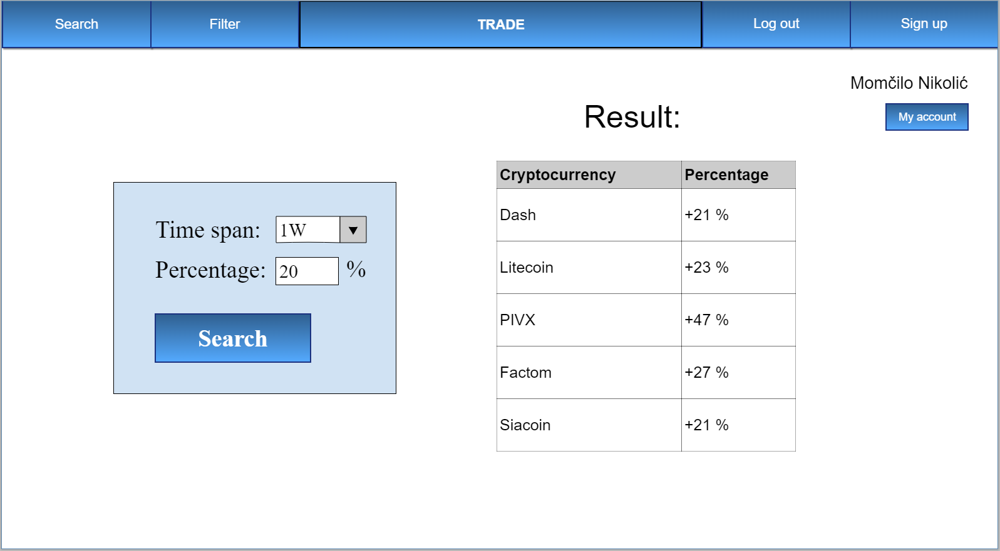 Search Filter TRADE Log out Sign up
Momčilo Nikolić
My account
Result:
Time span: 1W ▼
Percentage: 20 %
Search
Cryptocurrency Percentage
Dash +21 %
Litecoin +23 %
PIVX +47 %
Factom +27 %
Siacoin +21 %